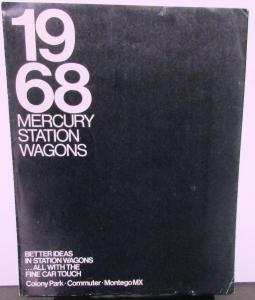 19
68
MERCURY
STATION
WAGONS
BETTER IDEAS
IN STATION WAGONS
...ALL WITH THE
FINE CAR TOUCH
Colony Park · Commuter · Montego MX